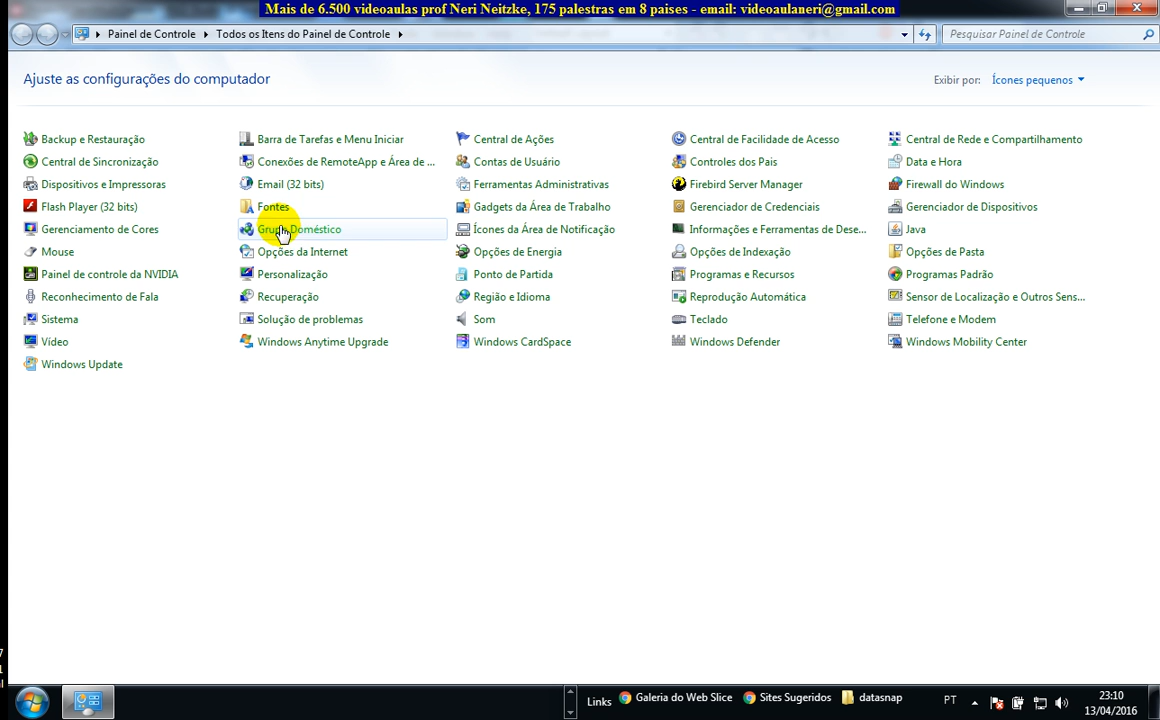 Mais de 6.500 videoaulas prof Neri Neitzke, 175 palestras em 8 paises - email: videoaulaneri@gmail.com
Painel de Controle Todos os Itens do Painel de Controle Pesquisar Painel de Controle
Ajuste as configurações do computador Exibir por: Ícones pequenos
Backup e Restauração Barra de Tarefas e Menu Iniciar Central de Ações Central de Facilidade de Acesso Central de Rede e Compartilhamento
Central de Sincronização Conexões de RemoteApp e Área de ... Contas de Usuário Controles dos Pais Data e Hora
Dispositivos e Impressoras Email (32 bits) Ferramentas Administrativas Firebird Server Manager Firewall do Windows
Flash Player (32 bits) Fontes Gadgets da Área de Trabalho Gerenciador de Credenciais Gerenciador de Dispositivos
Gerenciamento de Cores Grupo Doméstico Ícones da Área de Notificação Informações e Ferramentas de Dese... Java
Mouse Opções da Internet Opções de Energia Opções de Indexação Opções de Pasta
Painel de controle da NVIDIA Personalização Ponto de Partida Programas e Recursos Programas Padrão
Reconhecimento de Fala Recuperação Região e Idioma Reprodução Automática Sensor de Localização e Outros Sens...
Sistema Solução de problemas Som Teclado Telefone e Modem
Vídeo Windows Anytime Upgrade Windows CardSpace Windows Defender Windows Mobility Center
Windows Update
Links Galeria do Web Slice Sites Sugeridos datasnap PT 23:10
13/04/2016